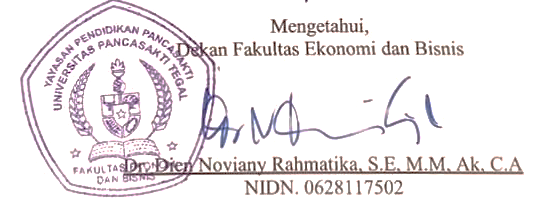 Mengetahui,
Dekan Fakultas Ekonomi dan Bisnis
YAYASAN PENDIDIKAN PANCASAKTI
UNIVERSITAS PANCASAKTI TEGAL
FAKULTAS
DAN BISNIS
Dr. Dien Noviany Rahmatika, S.E, M.M, Ak, C.A
NIDN. 0628117502